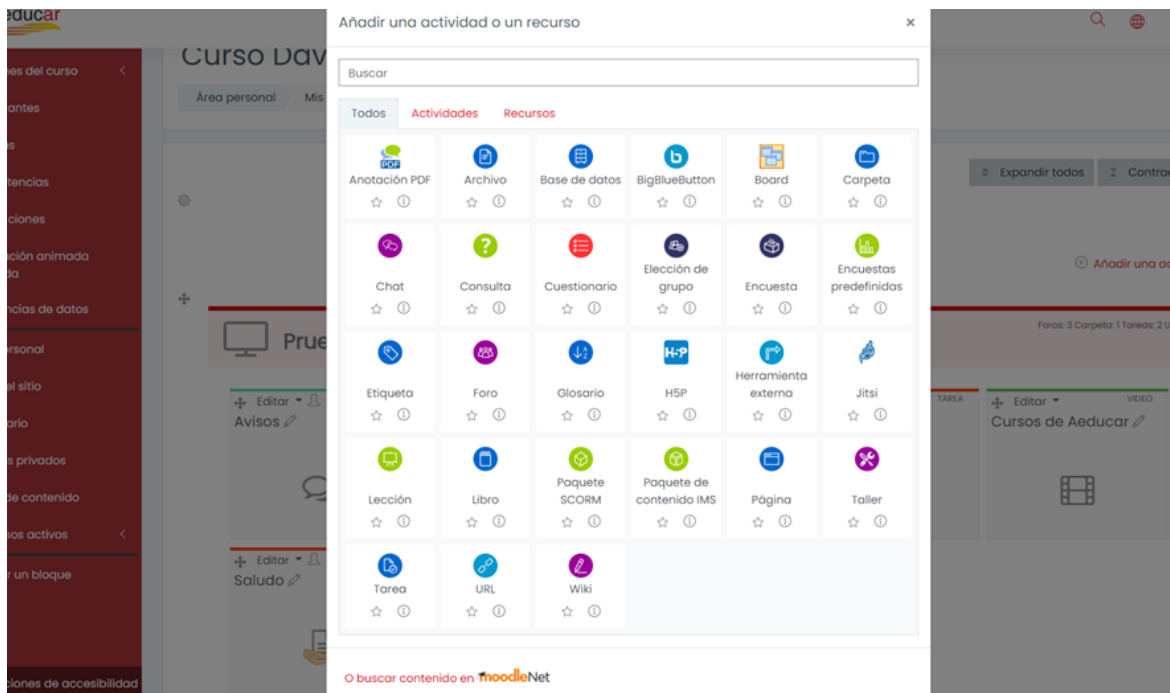 educar
Añadir una actividad o un recurso
×
Curso Dav
Área personal
Mis
Buscar
Todos
Actividades
Recursos
Anotación PDF
Archivo
Base de datos
BigBlueButton
Board
Carpeta
Chat
Consulta
Cuestionario
Elección de
grupo
Encuesta
Encuestas
predefinidas
Etiqueta
Foro
Glosario
H5P
H5P
Herramienta
externa
Jitsi
Lección
Libro
Paquete
SCORM
Paquete de
contenido IMS
Página
Taller
Tarea
URL
Wiki
O buscar contenido en moodleNet
es del curso
antes
s
tencias
ciones
ción animada
da
ncias de datos
rsonal
el sitio
ario
s privados
de contenido
sos activos
r un bloque
ciones de accesibilidad
Expandir todos
Contrae
Añadir una ac
Prue
Foros: 3 Carpeta: 1 Tareas: 2 U
Editar
Avisos
TAREA
Editar
VIDEO
Cursos de Aeducar
Editar
Saludo